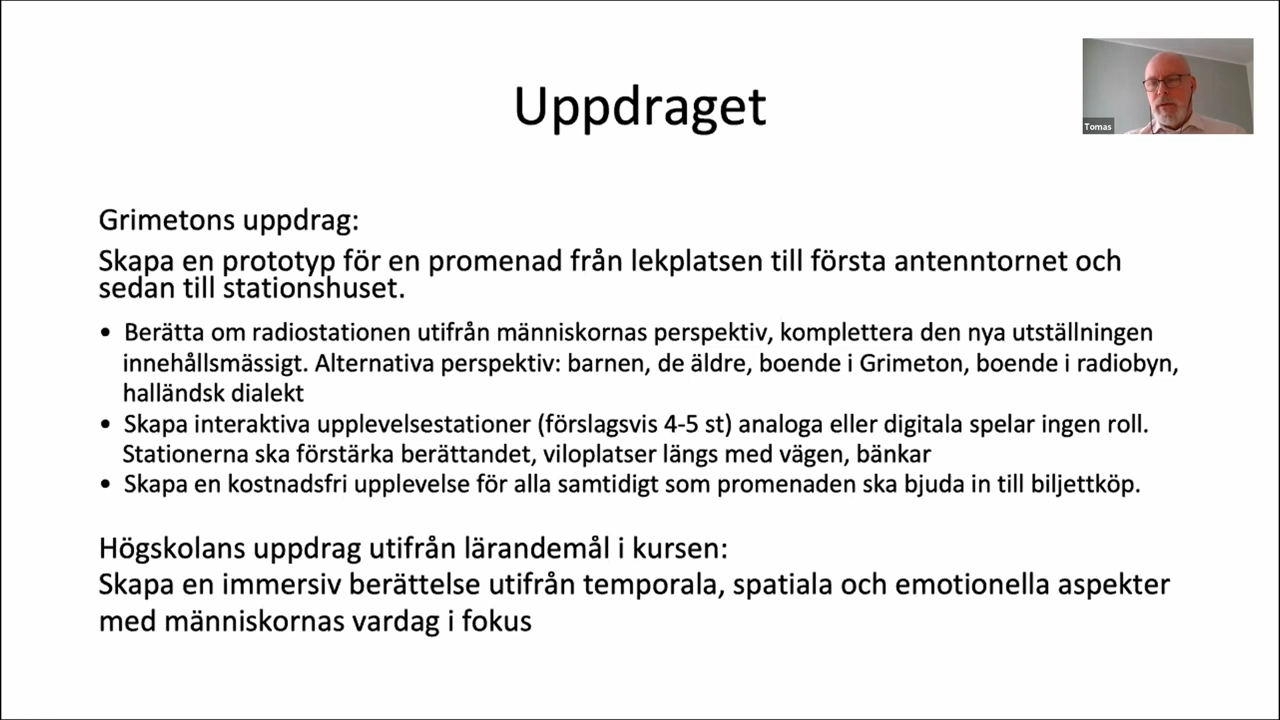 Uppdraget
Tomas
Grimetons uppdrag:
Skapa en prototyp för en promenad från lekplatsen till första antenntornet och
sedan till stationshuset.
• Berätta om radiostationen utifrån människornas perspektiv, komplettera den nya utställningen
innehållsmässigt. Alternativa perspektiv: barnen, de äldre, boende i Grimeton, boende i radiobyn,
halländsk dialekt
• Skapa interaktiva upplevelsestationer (förslagsvis 4-5 st) analoga eller digitala spelar ingen roll.
Stationerna ska förstärka berättandet, viloplatser längs med vägen, bänkar
• Skapa en kostnadsfri upplevelse för alla samtidigt som promenaden ska bjuda in till biljettköp.
Högskolans uppdrag utifrån lärandemål i kursen:
Skapa en immersiv berättelse utifrån temporala, spatiala och emotionella aspekter
med människornas vardag i fokus